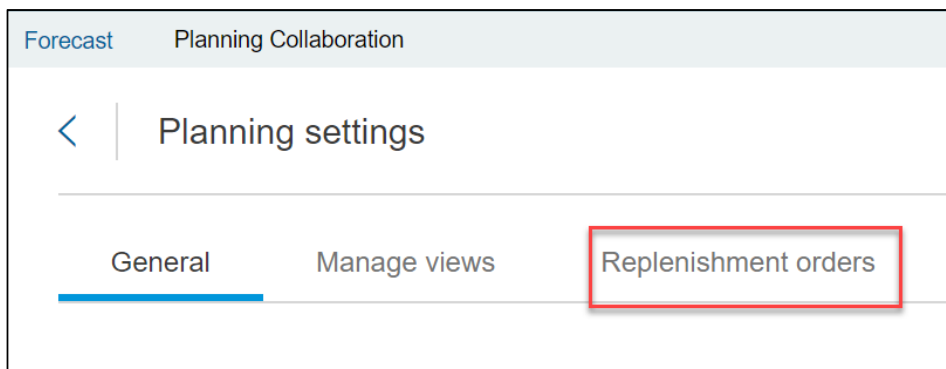 Forecast Planning Collaboration
Planning settings
General Manage views Replenishment orders